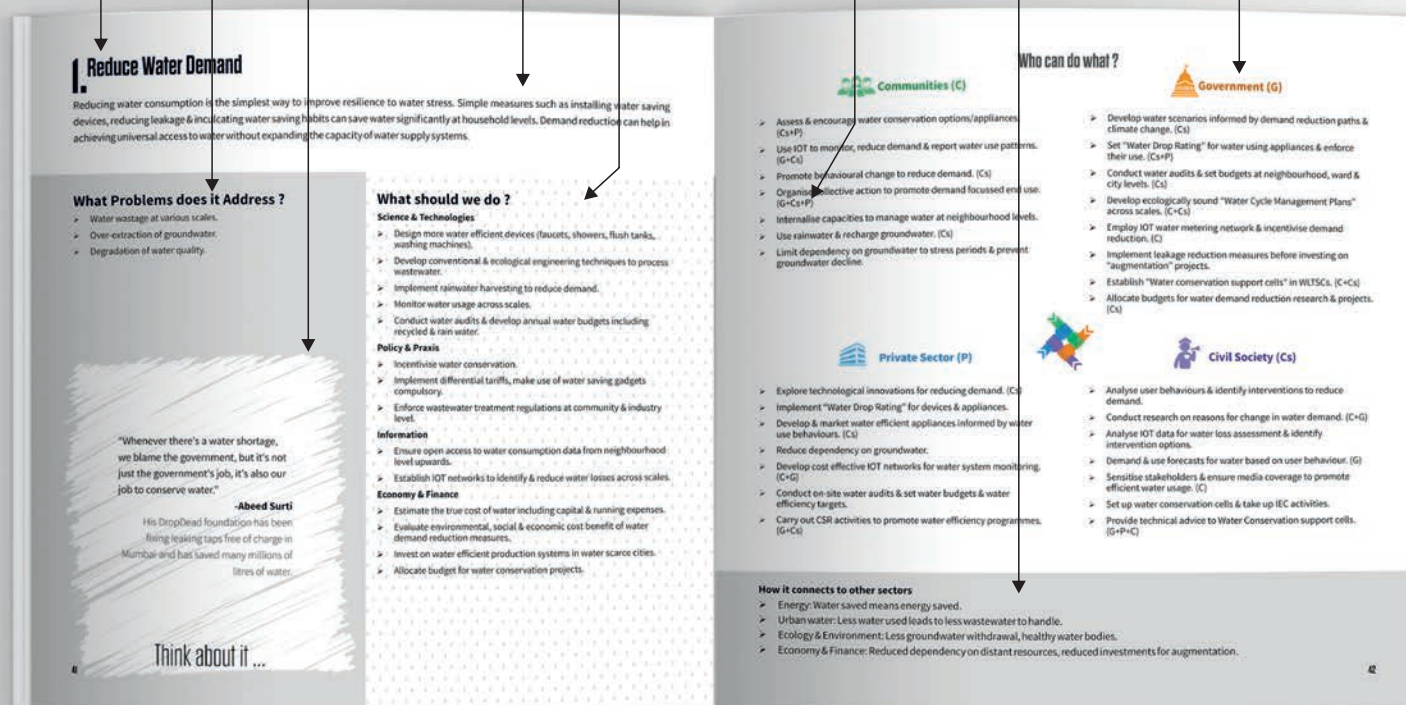 1. Reduce Water Demand
Reducing water consumption is the simplest way to improve resilience to water stress. Simple measures such as installing water saving
devices, reducing leakage & inculcating water saving habits can save water significantly at household levels. Demand reduction can help in
achieving universal access to water without expanding the capacity of water supply systems.
What Problems does it Address ?
➢ Water wastage at various scales.
➢ Over-extraction of groundwater.
➢ Degradation of water quality.
"Whenever there's a water shortage,
we blame the government, but it's not
just the government's job, it's also our
job to conserve water."
-Abeed Surti
His DropDead foundation has been
fixing leaking taps free of charge in
Mumbai and has saved many millions of
litres of water.
Think about it ...
41
What should we do ?
Science & Technologies
➢ Design more water efficient devices (faucets, showers, flush tanks,
washing machines).
➢ Develop conventional & ecological engineering techniques to process
wastewater.
➢ Implement rainwater harvesting to reduce demand.
➢ Monitor water usage across scales.
➢ Conduct water audits & develop annual water budgets including
recycled & rain water.
Policy & Praxis
➢ Incentivise water conservation.
➢ Implement differential tariffs, make use of water saving gadgets
compulsory.
➢ Enforce wastewater treatment regulations at community & industry
level.
Information
➢ Ensure open access to water consumption data from neighbourhood
level upwards.
➢ Establish IOT networks to identify & reduce water losses across scales.
Economy & Finance
➢ Estimate the true cost of water including capital & running expenses.
➢ Evaluate environmental, social & economic cost benefit of water
demand reduction measures.
➢ Invest on water efficient production systems in water scarce cities.
➢ Allocate budget for water conservation projects.
Who can do what ?
Communities (C)
➢ Assess & encourage water conservation options/appliances.
(Cs+P)
➢ Use IOT to monitor, reduce demand & report water use patterns.
(G+Cs)
➢ Promote behavioural change to reduce demand. (Cs)
➢ Organise collective action to promote demand focussed end use.
(G+Cs+P)
➢ Internalise capacities to manage water at neighbourhood levels.
➢ Use rainwater & recharge groundwater. (Cs)
➢ Limit dependency on groundwater to stress periods & prevent
groundwater decline.
Government (G)
➢ Develop water scenarios informed by demand reduction paths &
climate change. (Cs)
➢ Set "Water Drop Rating" for water using appliances & enforce
their use. (Cs+P)
➢ Conduct water audits & set budgets at neighbourhood, ward &
city levels. (Cs)
➢ Develop ecologically sound "Water Cycle Management Plans"
across scales. (C+Cs)
➢ Employ IOT water metering network & incentivise demand
reduction. (C)
➢ Implement leakage reduction measures before investing on
"augmentation" projects.
➢ Establish "Water conservation support cells" in WLTSCs. (C+Cs)
➢ Allocate budgets for water demand reduction research & projects.
(Cs)
Private Sector (P)
➢ Explore technological innovations for reducing demand. (Cs)
➢ Implement "Water Drop Rating" for devices & appliances.
➢ Develop & market water efficient appliances informed by water
use behaviours. (Cs)
➢ Reduce dependency on groundwater.
➢ Develop cost effective IOT networks for water system monitoring.
(C+G)
➢ Conduct on-site water audits & set water budgets & water
efficiency targets.
➢ Carry out CSR activities to promote water efficiency programmes.
(G+Cs)
Civil Society (Cs)
➢ Analyse user behaviours & identify interventions to reduce
demand.
➢ Conduct research on reasons for change in water demand. (C+G)
➢ Analyse IOT data for water loss assessment & identify
intervention options.
➢ Demand & use forecasts for water based on user behaviour. (G)
➢ Sensitise stakeholders & ensure media coverage to promote
efficient water usage. (C)
➢ Set up water conservation cells & take up IEC activities.
➢ Provide technical advice to Water Conservation support cells.
(G+P+C)
How it connects to other sectors
➢ Energy: Water saved means energy saved.
➢ Urban water: Less water used leads to less wastewater to handle.
➢ Ecology & Environment: Less groundwater withdrawal, healthy water bodies.
➢ Economy & Finance: Reduced dependency on distant resources, reduced investments for augmentation.
42